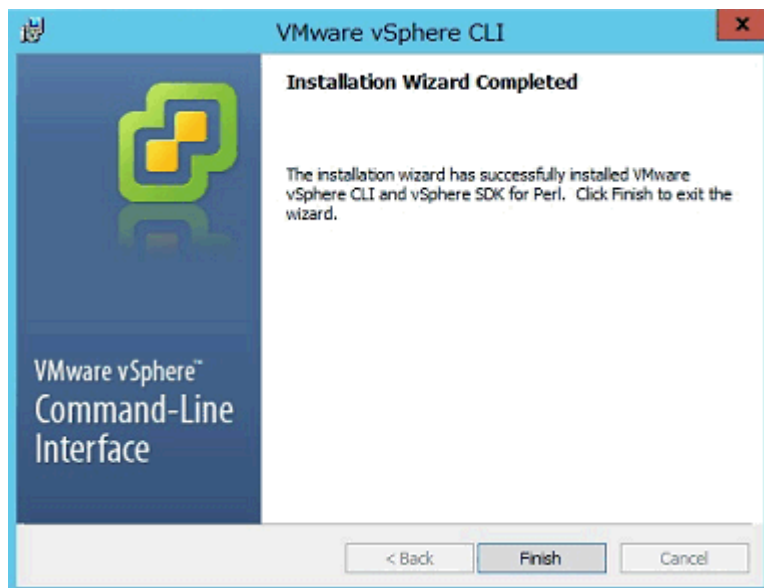 VMware vSphere CLI
x
Installation Wizard Completed
The installation wizard has successfully installed VMware
vSphere CLI and vSphere SDK for Perl. Click Finish to exit the
wizard.
VMware vSphere™
Command-Line
Interface
< Back
Finish
Cancel